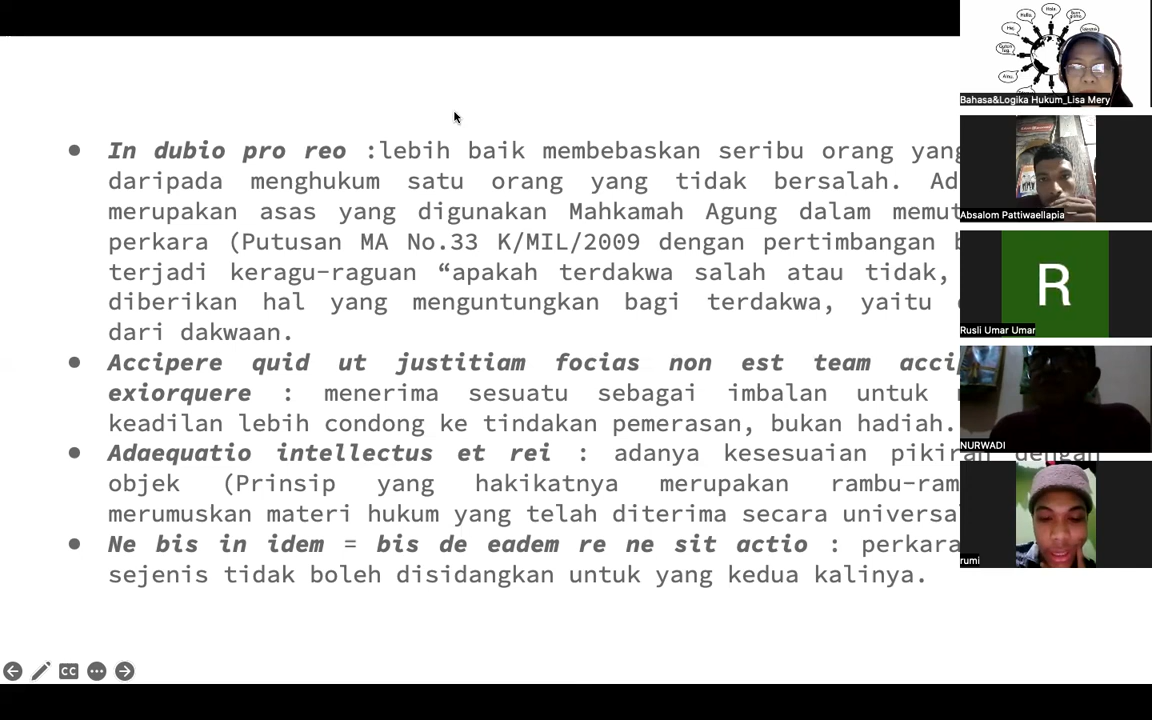 In dubio pro reo :lebih baik membebaskan seribu orang yang
daripada menghukum satu orang yang tidak bersalah. Ad
merupakan asas yang digunakan Mahkamah Agung dalam memut
perkara (Putusan MA No.33 K/MIL/2009 dengan pertimbangan b
terjadi keragu-raguan “apakah terdakwa salah atau tidak,
diberikan hal yang menguntungkan bagi terdakwa, yaitu
dari dakwaan.
Accipere quid ut justitiam focias non est team accip
exiorquere : menerima sesuatu sebagai imbalan untuk
keadilan lebih condong ke tindakan pemerasan, bukan hadiah.
Adaequatio intellectus et rei : adanya kesesuaian pikiran dengan
objek (Prinsip yang hakikatnya merupakan rambu-ram
merumuskan materi hukum yang telah diterima secara universa
Ne bis in idem = bis de eadem re ne sit actio : perkara
sejenis tidak boleh disidangkan untuk yang kedua kalinya.
CC
Bahasa&Logika Hukum_Lisa Mery
Absalom Pattiwaellapia
R
Rusli Umar Umar
NURWADI
rumi